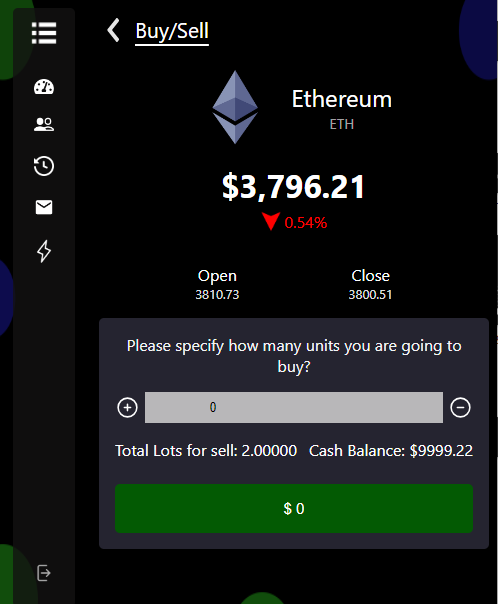 Buy/Sell
Ethereum
ETH
$3,796.21
0.54%
Open Close
3810.73 3800.51
Please specify how many units you are going to
buy?
0
Total Lots for sell: 2.00000 Cash Balance: $9999.22
$ 0